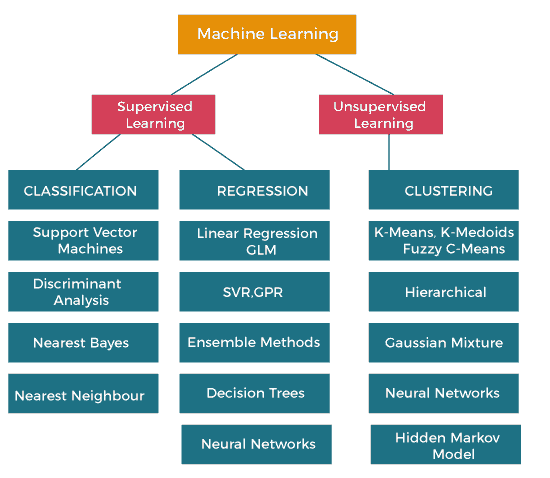 Machine Learning
Supervised
Learning
Unsupervised
Learning
CLASSIFICATION
Support Vector
Machines
Discriminant
Analysis
Nearest Bayes
Nearest Neighbour
REGRESSION
Linear Regression
GLM
SVR,GPR
Ensemble Methods
Decision Trees
Neural Networks
CLUSTERING
K-Means, K-Medoids
Fuzzy C-Means
Hierarchical
Gaussian Mixture
Neural Networks
Hidden Markov
Model